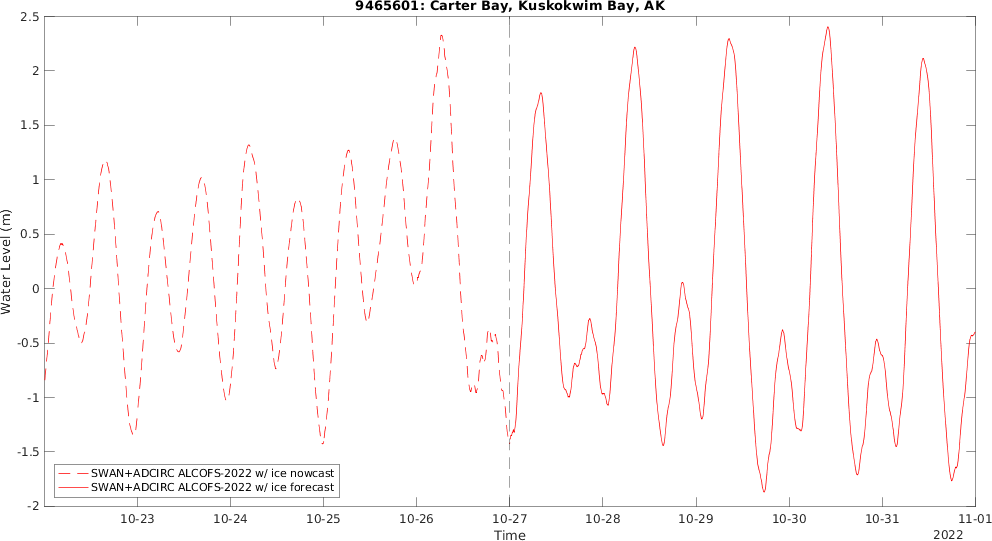 9465601: Carter Bay, Kuskokwim Bay, AK
2.5
2
1.5
1
0.5
0
-0.5
-1
-1.5
-2
Water Level (m)
SWAN+ADCIRC ALCOFS-2022 w/ ice nowcast
SWAN+ADCIRC ALCOFS-2022 w/ ice forecast
10-23 10-24 10-25 10-26 10-27 10-28 10-29 10-30 10-31 11-01
Time
2022